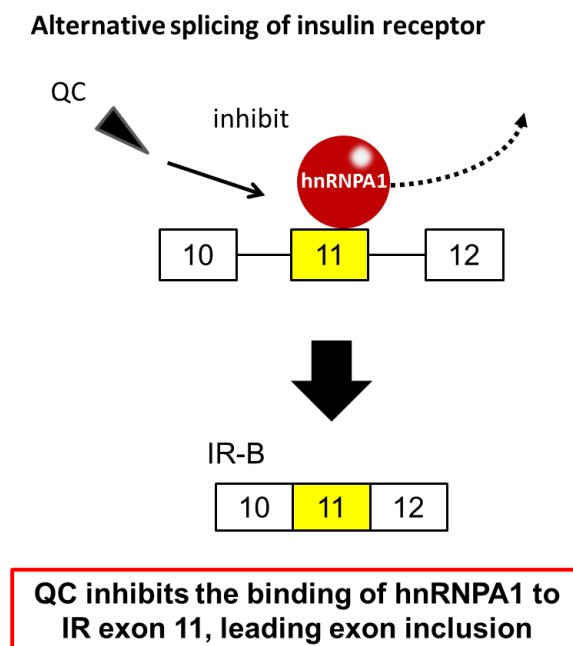 Alternative splicing of insulin receptor
QC
inhibit
hnRNPA1
10 11 12
IR-B
10 11 12
QC inhibits the binding of hnRNPA1 to
IR exon 11, leading exon inclusion